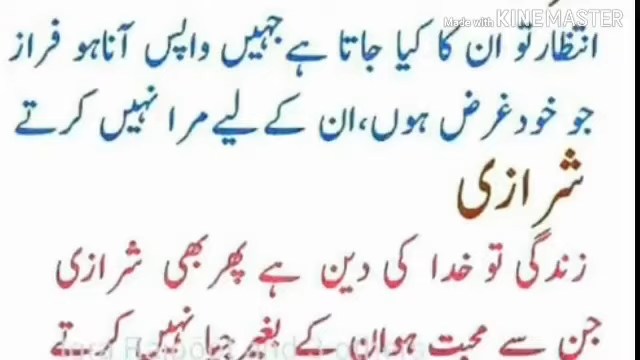 Made with KINEMASTER
انتظار تو ان کا کیا جاتا ہے جہیں واپس آنا ہو فراز
جو خود غرض ہوں، ان کے لیے مرا نہیں کرتے
شرازی
زندگی تو خدا کی دین ہے پھر بھی شرازی
جن سے محبت ہو ان کے بغیر جیا نہیں کرتے